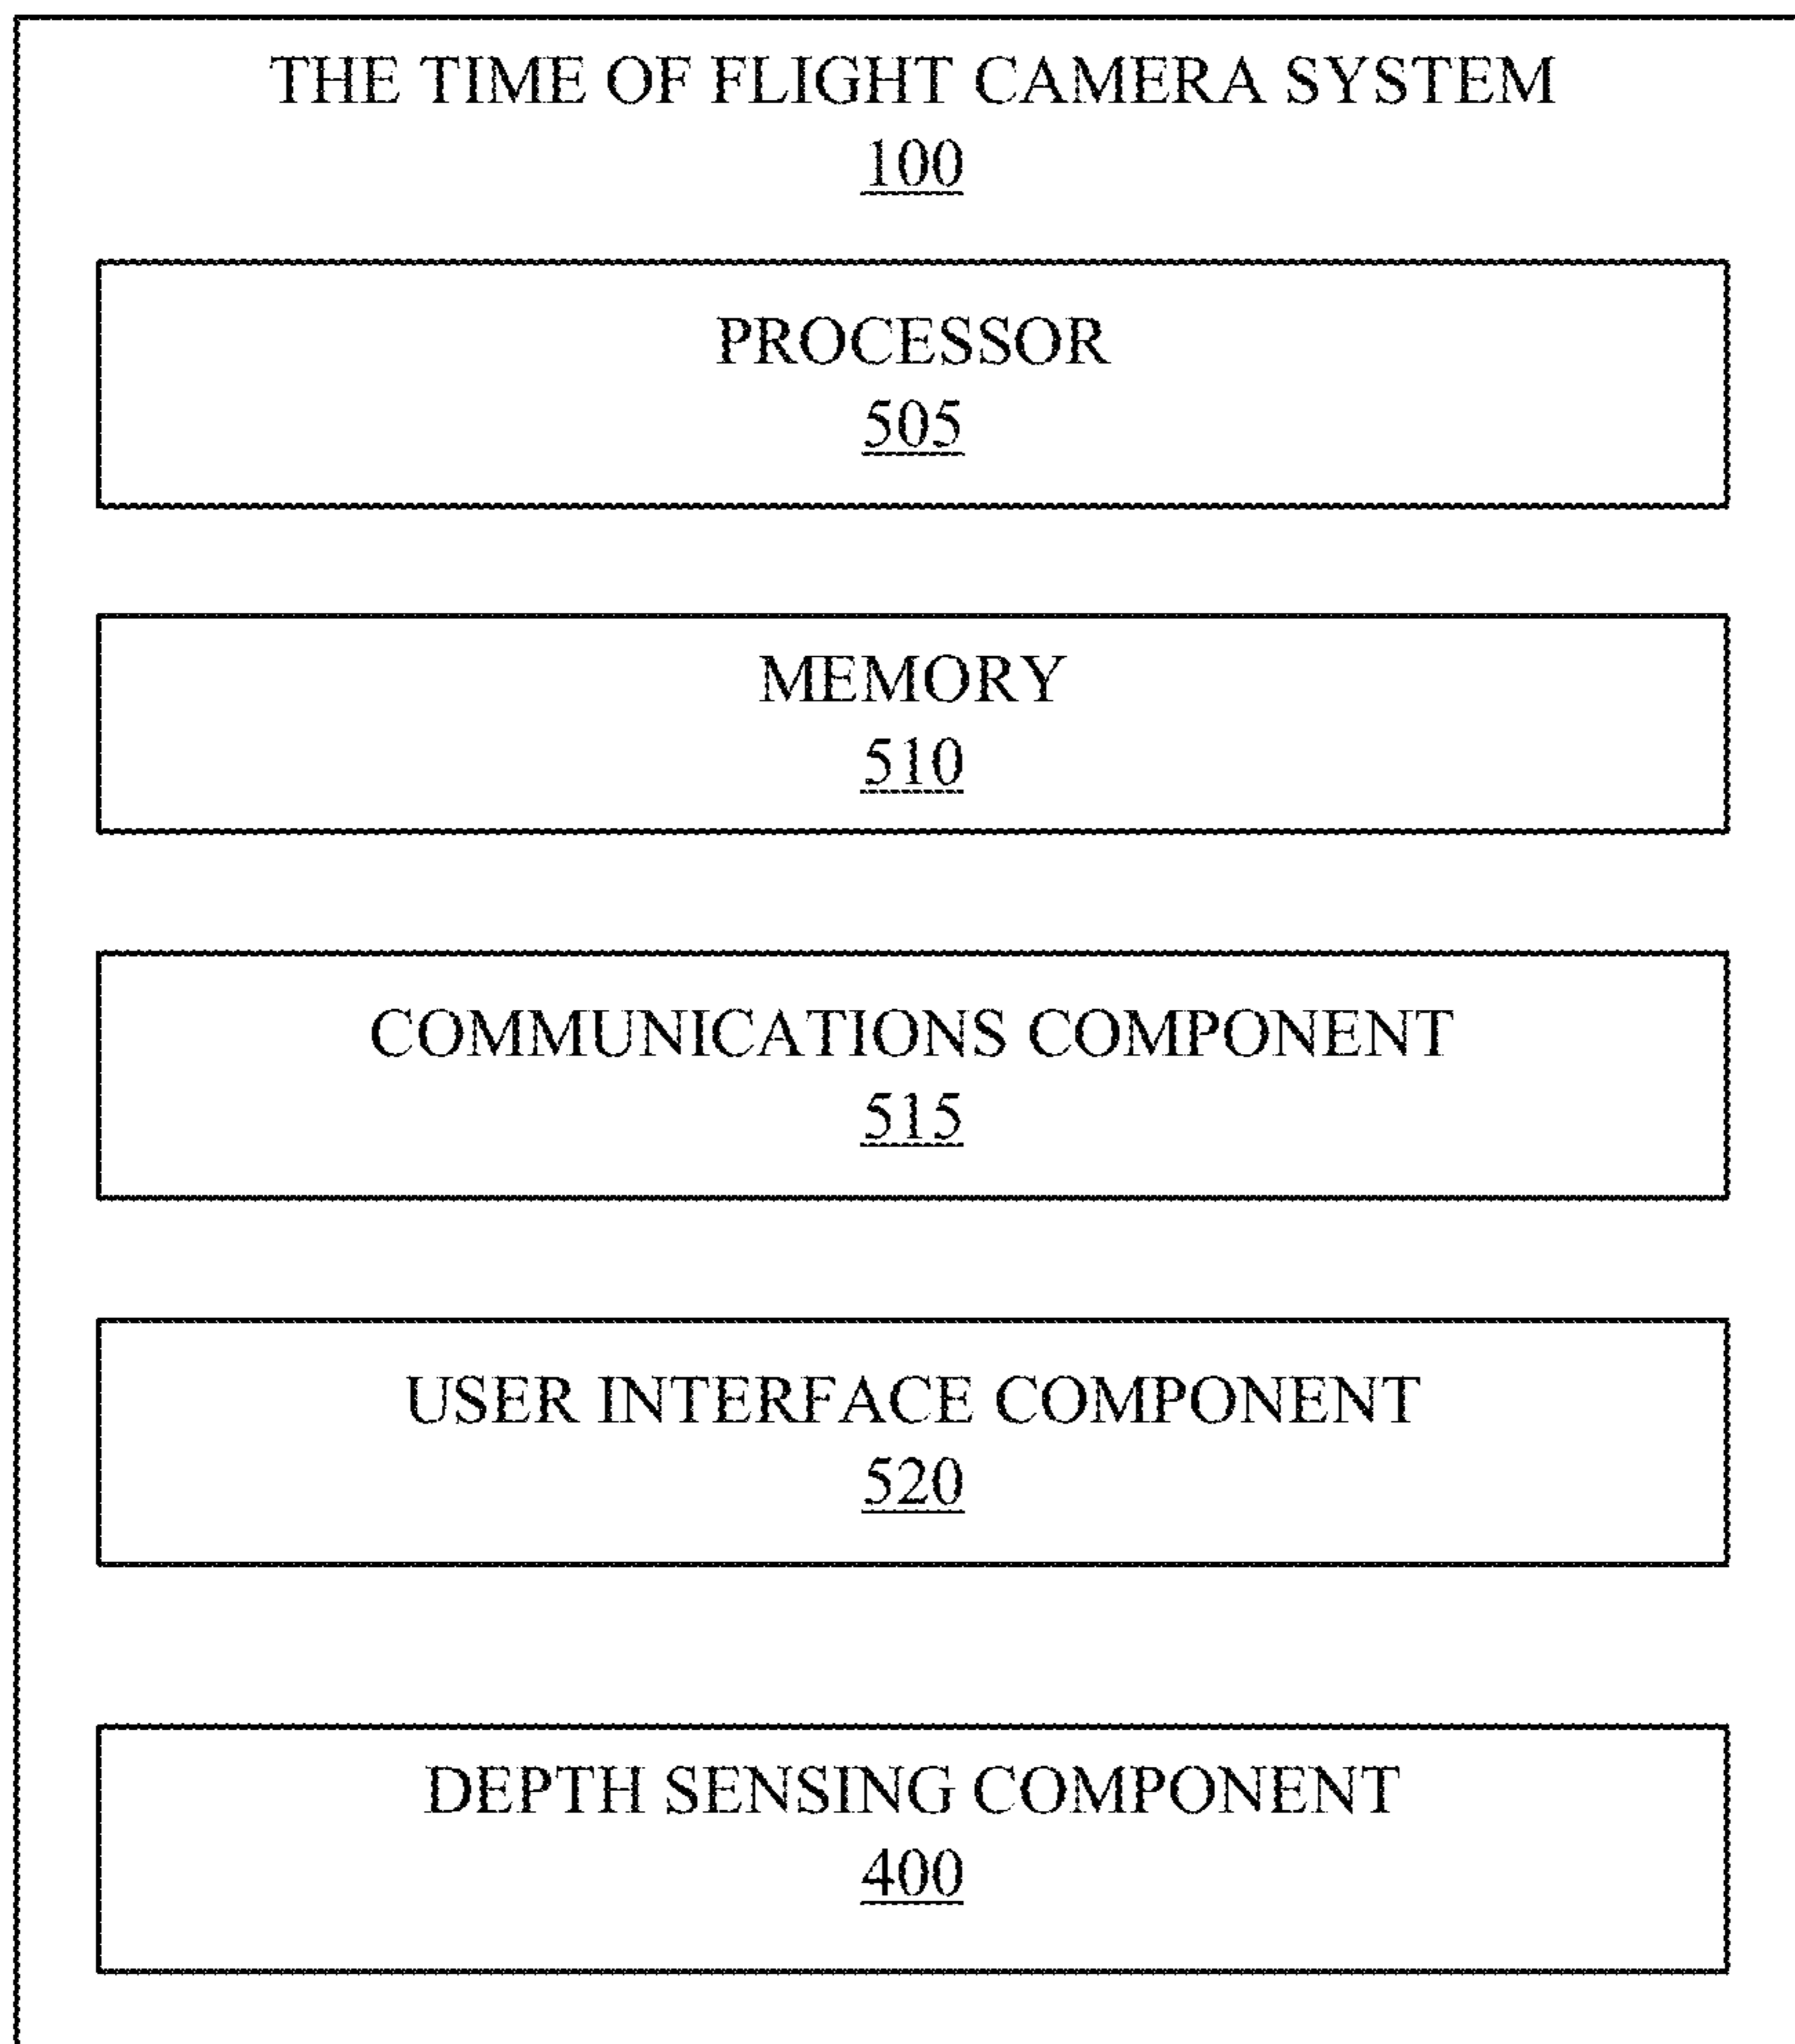 THE TIME OF FLIGHT CAMERA SYSTEM
100
PROCESSOR
505
MEMORY
510
COMMUNICATIONS COMPONENT
515
USER INTERFACE COMPONENT
520
DEPTH SENSING COMPONENT
400